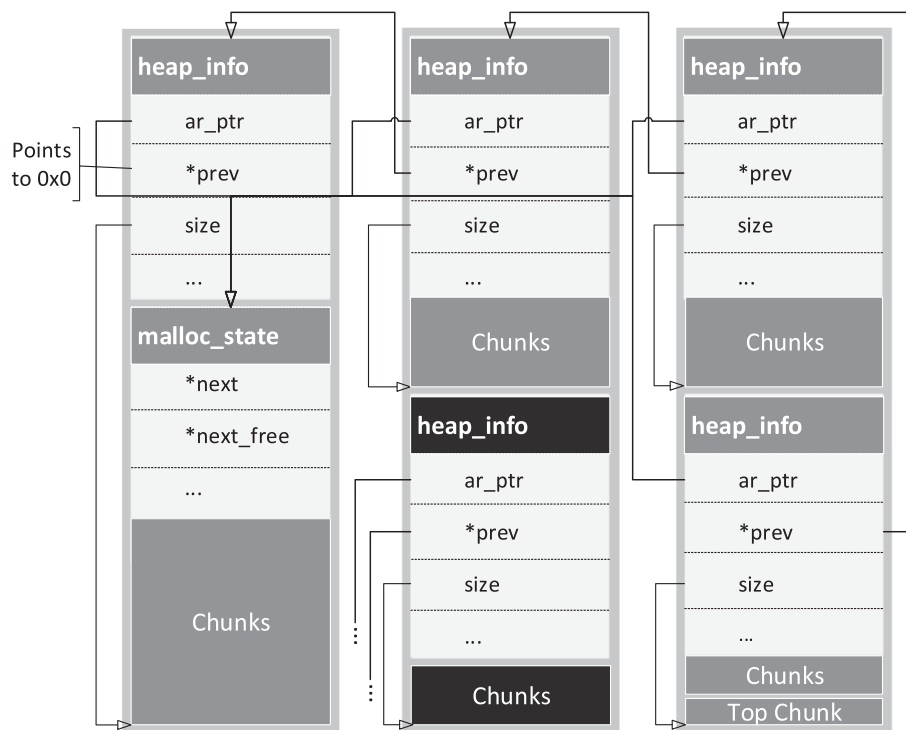 Points
to 0x0
heap_info
ar_ptr
*prev
size
...
malloc_state
*next
*next_free
...
Chunks
heap_info
ar_ptr
*prev
size
...
Chunks
heap_info
ar_ptr
*prev
size
...
Chunks
heap_info
ar_ptr
*prev
size
...
Chunks
heap_info
ar_ptr
*prev
size
...
Chunks
Top Chunk